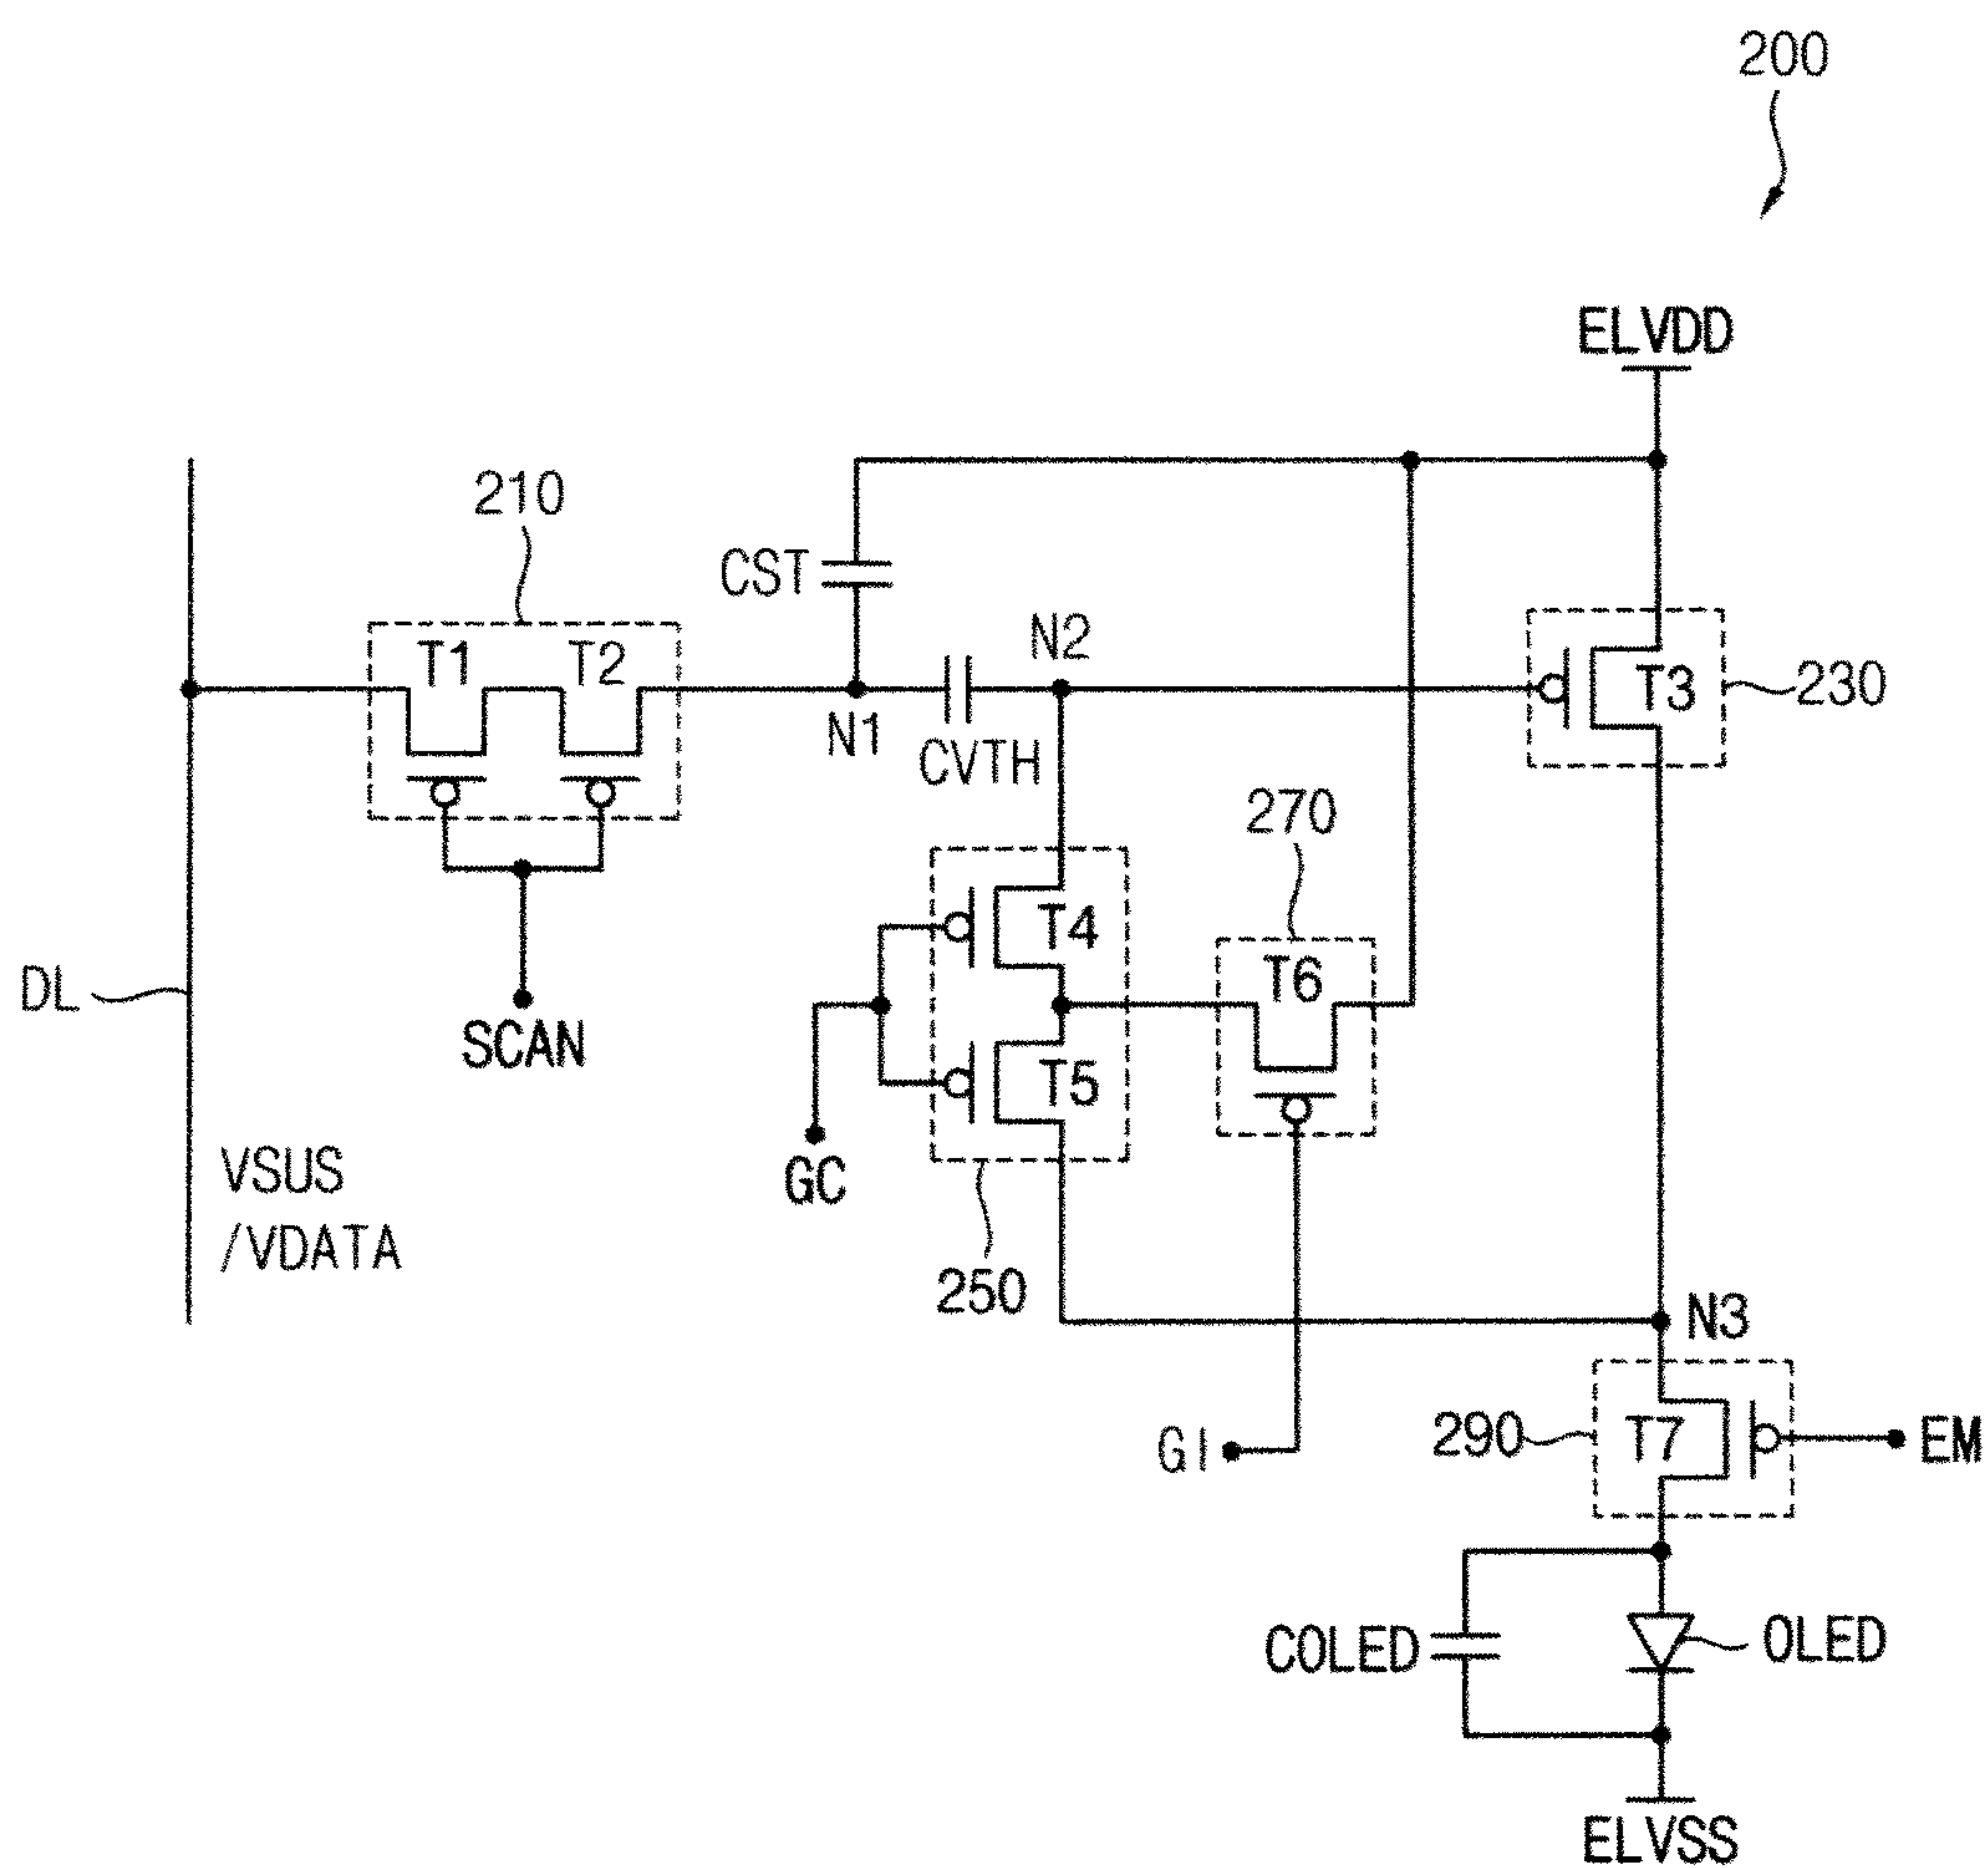 200
ELVDD
210
CST
N2
T1
T2
T3
230
N1
CVTH
270
T4
T6
DL
SCAN
T5
GC
VSUS
/VDATA
250
N3
GI
290
T7
EM
COLED
OLED
ELVSS